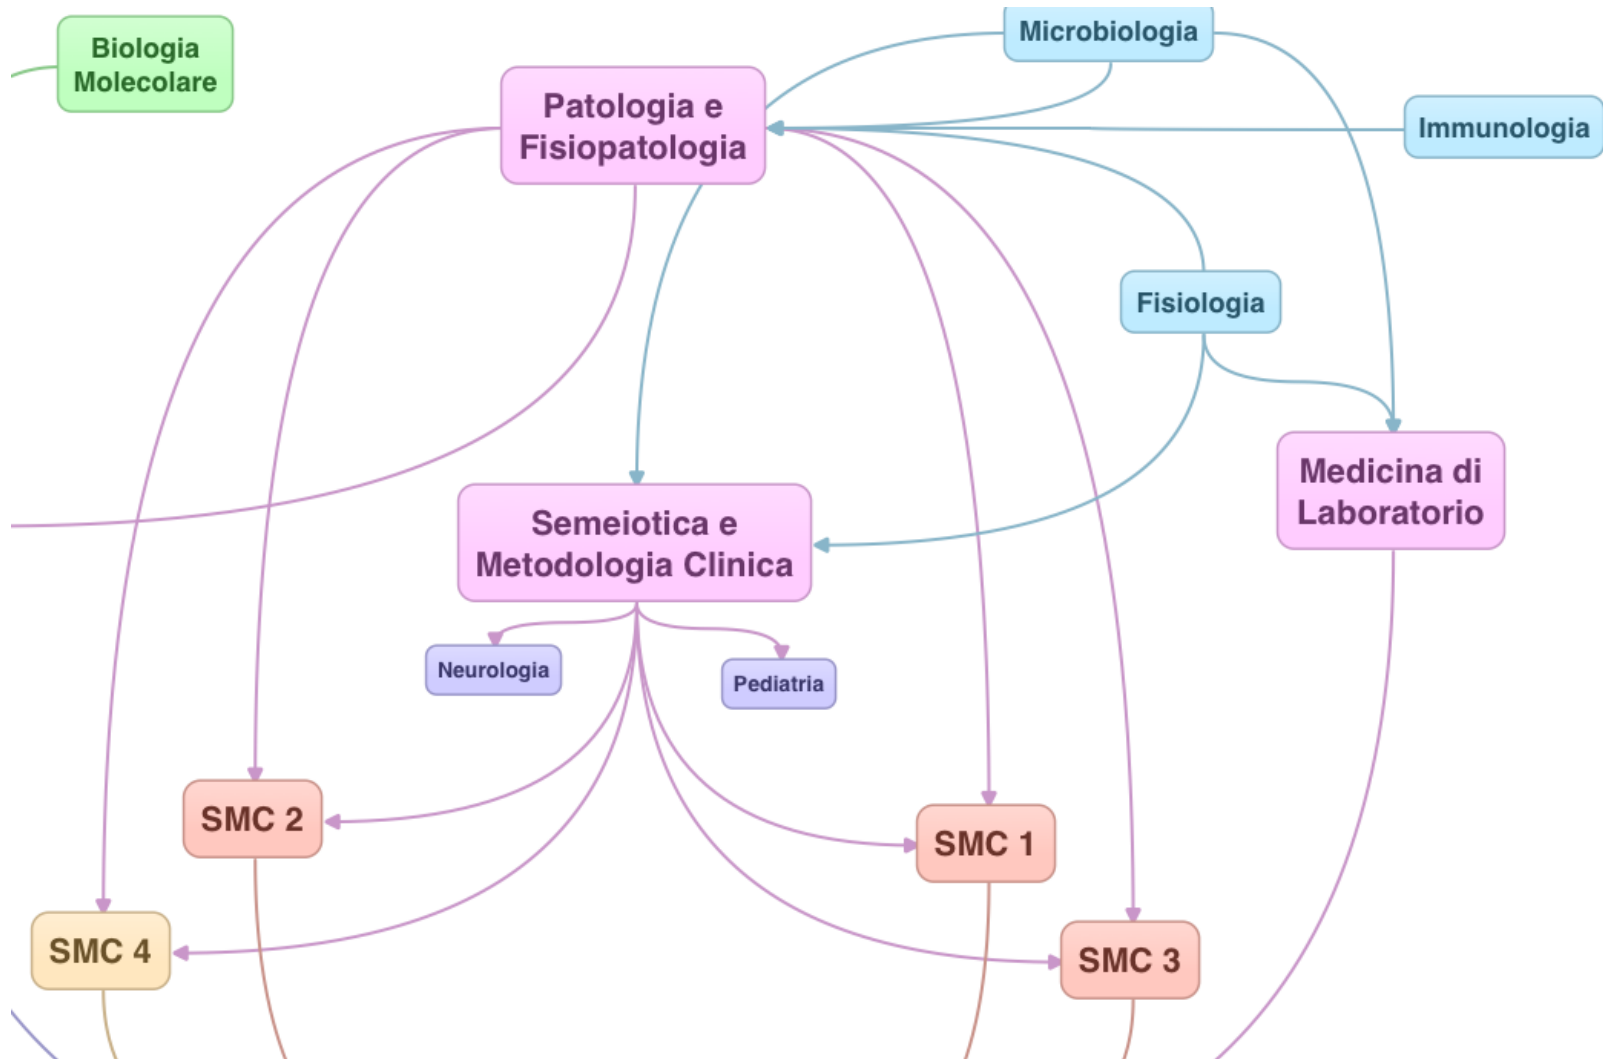 Microbiologia
Biologia
Molecolare
Patologia e
Fisiopatologia
Immunologia
Fisiologia
Medicina di
Laboratorio
Semeiotica e
Metodologia Clinica
Neurologia
Pediatria
SMC 2
SMC 1
SMC 4
SMC 3